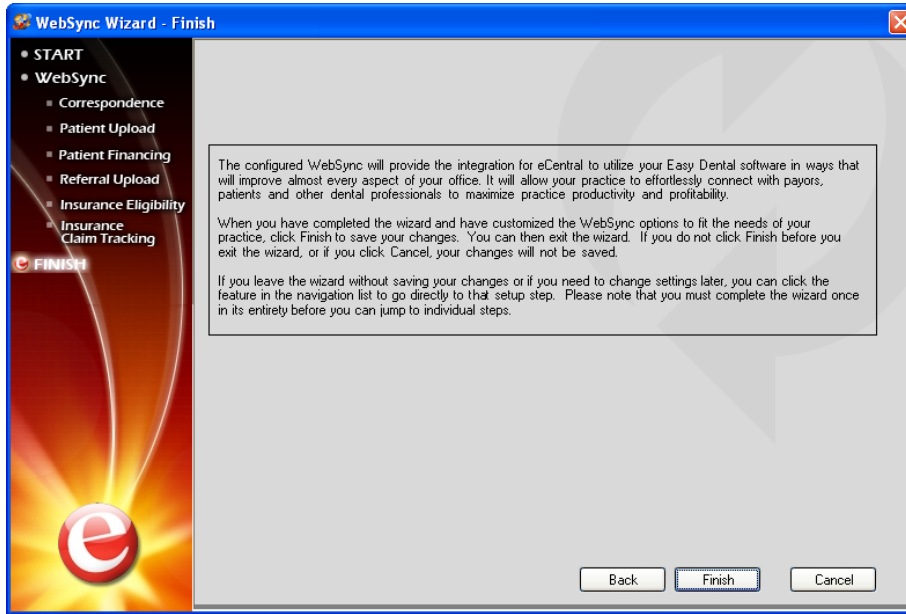 WebSync Wizard - Finish
START
WebSync
Correspondence
Patient Upload
Patient Financing
Referral Upload
Insurance Eligibility
Insurance
Claim Tracking
e FINISH
The configured WebSync will provide the integration for eCentral to utilize your Easy Dental software in ways that
will improve almost every aspect of your office. It will allow your practice to effortlessly connect with payors,
patients and other dental professionals to maximize practice productivity and profitability.
When you have completed the wizard and have customized the WebSync options to fit the needs of your
practice, click Finish to save your changes. You can then exit the wizard. If you do not click Finish before you
exit the wizard, or if you click Cancel, your changes will not be saved.
If you leave the wizard without saving your changes or if you need to change settings later, you can click the
feature in the navigation list to go directly to that setup step. Please note that you must complete the wizard once
in its entirety before you can jump to individual steps.
e
Back
Finish
Cancel